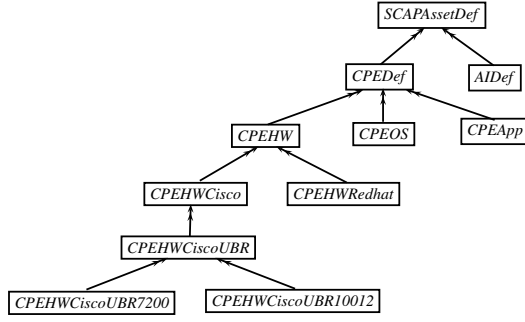 SCAPAssetDef
CPEDef
AIDef
CPEHW
CPEOS
CPEApp
CPEHWCisco
CPEHWRedhat
CPEHWCiscoUBR
CPEHWCiscoUBR7200
CPEHWCiscoUBR10012